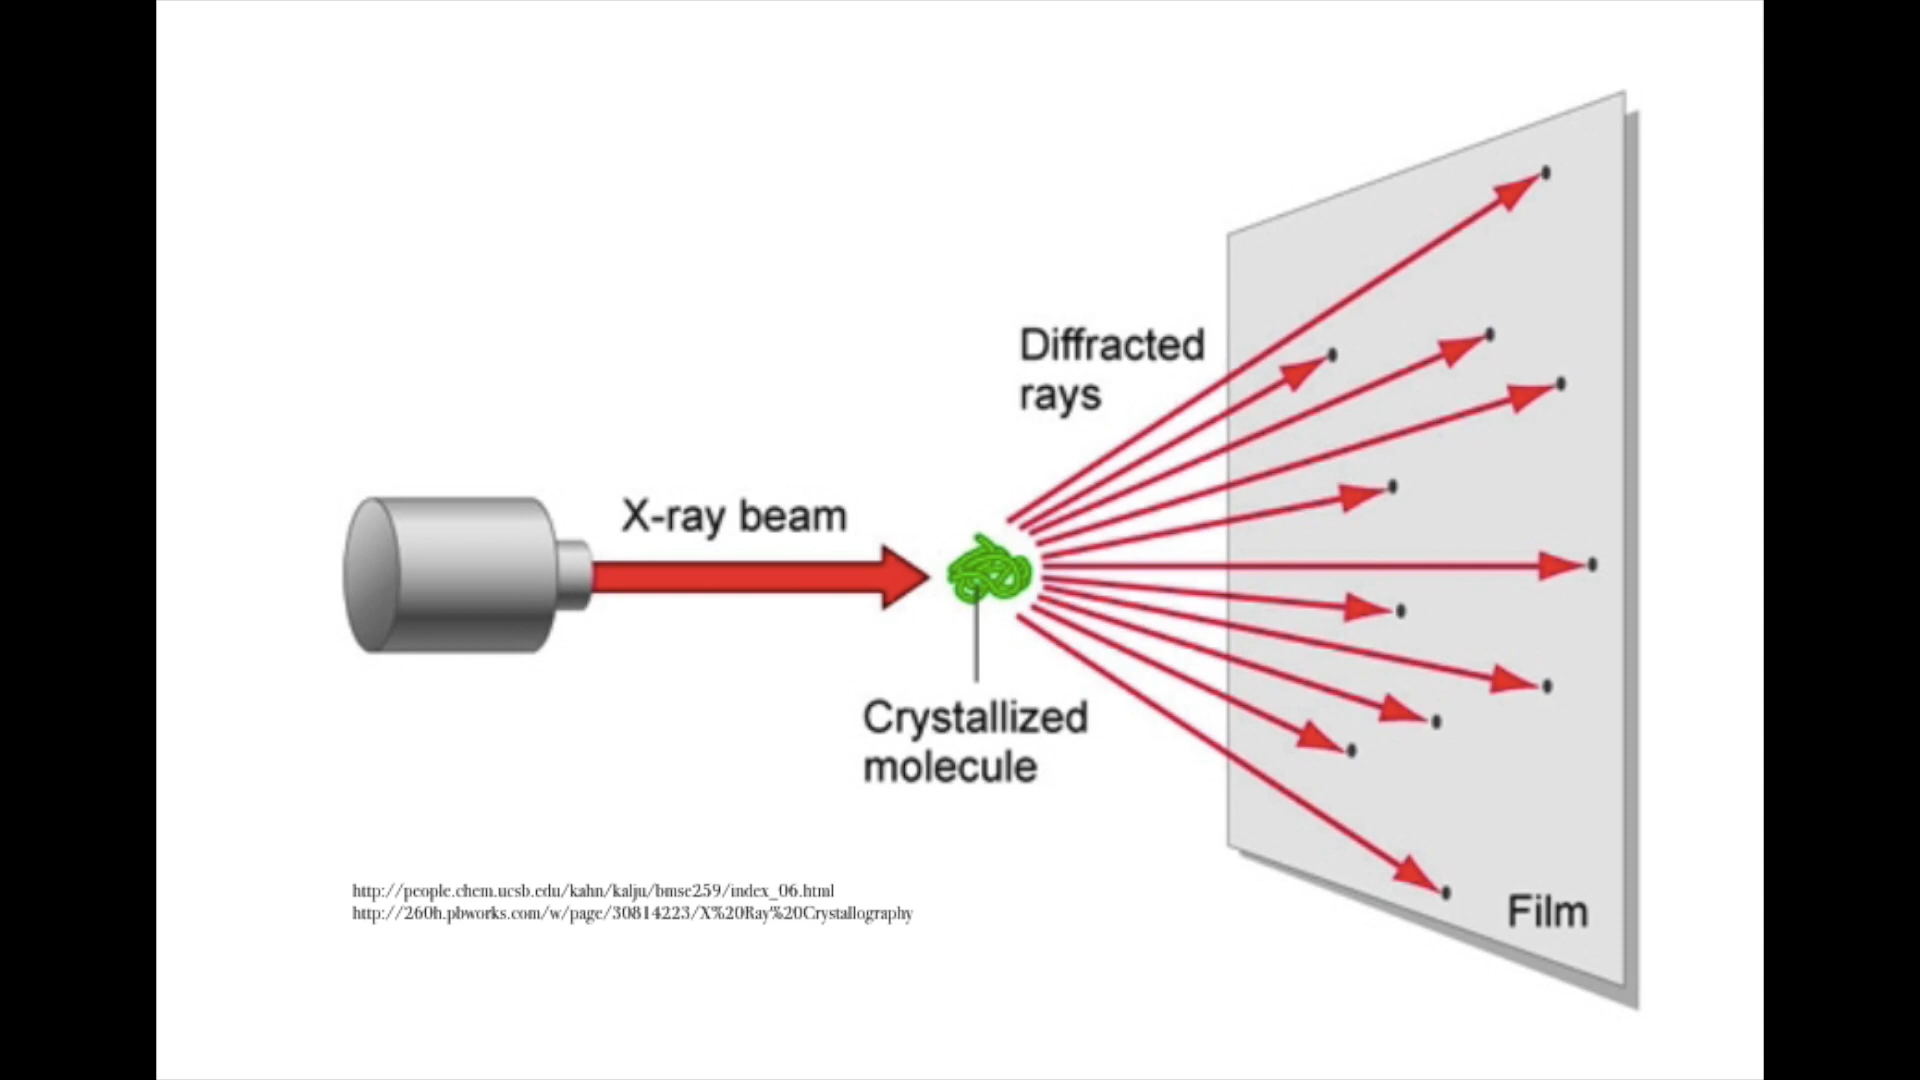 Diffracted
rays
X-ray beam
Crystallized
molecule
http://people.chem.ucsb.edu/kahn/kalju/bmse259/index_06.html
http://260h.pbworks.com/w/page/30814223/X%20Ray%20Crystallography
Film